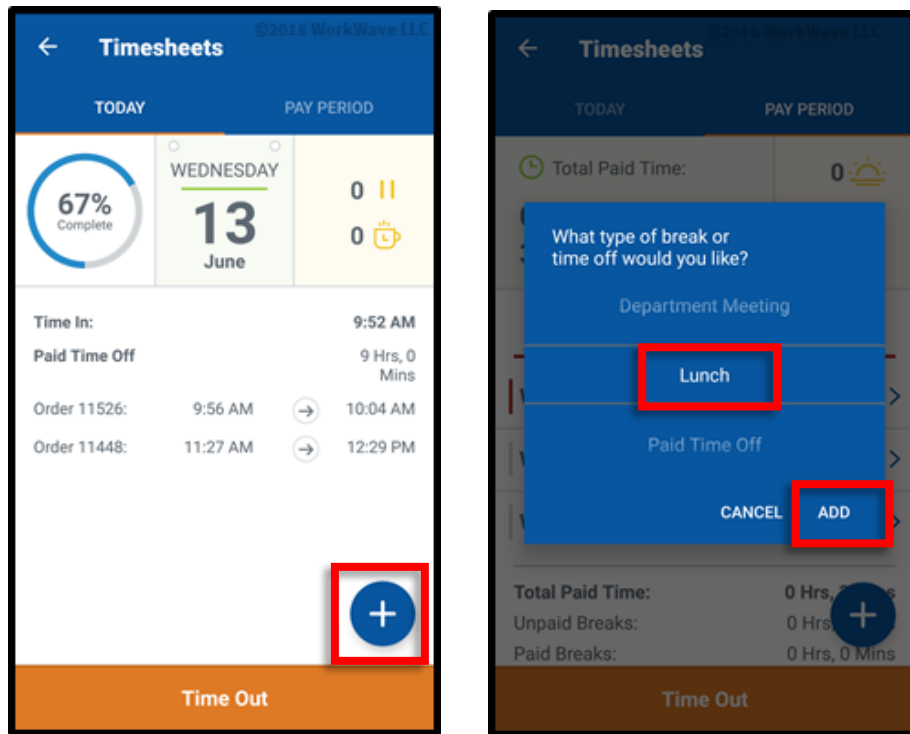 ©2018 WorkWave LLC
← Timesheets
TODAY PAY PERIOD
WEDNESDAY
67% Complete
13
June
0
0
Time In: 9:52 AM
Paid Time Off 9 Hrs, 0
Mins
Order 11526: 9:56 AM → 10:04 AM
Order 11448: 11:27 AM → 12:29 PM
+
Time Out
©2018 WorkWave LLC
← Timesheets
TODAY PAY PERIOD
Total Paid Time: 0
What type of break or
time off would you like?
Department Meeting
Lunch
Paid Time Off
CANCEL ADD
Total Paid Time: 0 Hrs,
Unpaid Breaks: 0 Hrs,
+
Paid Breaks: 0 Hrs, 0 Mins
Time Out